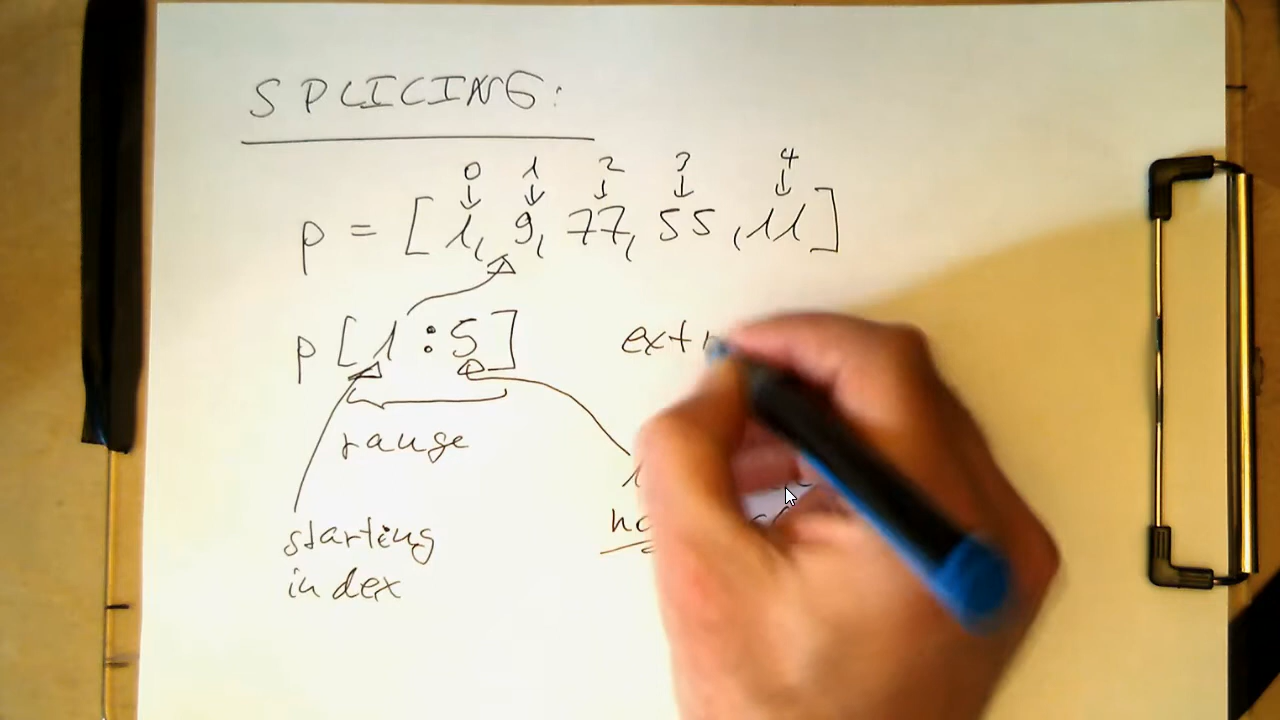 SPLICING:
0 1 2 3 4
p = [1, 9, 77, 55, 11]
p[1:5]
range
starting
index